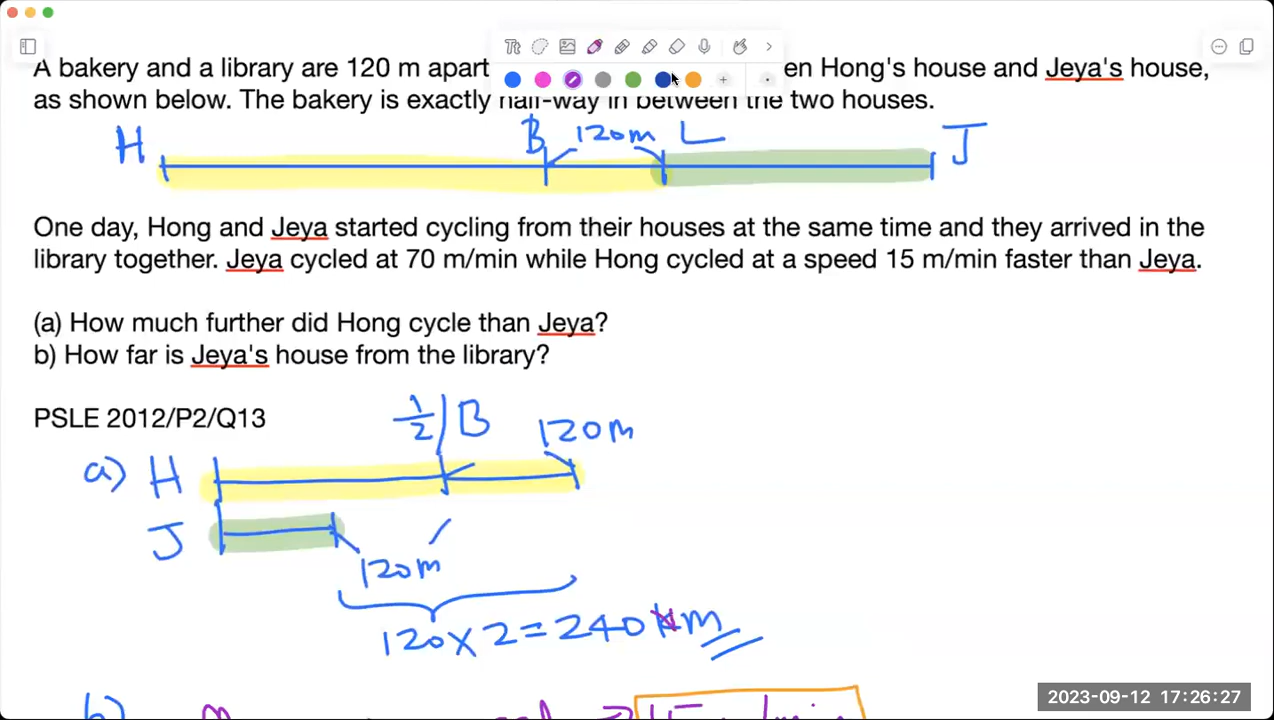 A bakery and a library are 120 m apart en Hong's house and Jeya's house,
as shown below. The bakery is exactly half-way in between the two houses.
H B 120m L J
One day, Hong and Jeya started cycling from their houses at the same time and they arrived in the
library together. Jeya cycled at 70 m/min while Hong cycled at a speed 15 m/min faster than Jeya.
(a) How much further did Hong cycle than Jeya?
b) How far is Jeya's house from the library?
PSLE 2012/P2/Q13
1/2 B 120m
a) H
J
120m
120 x 2 = 240 m
b)
2023-09-12 17:26:27